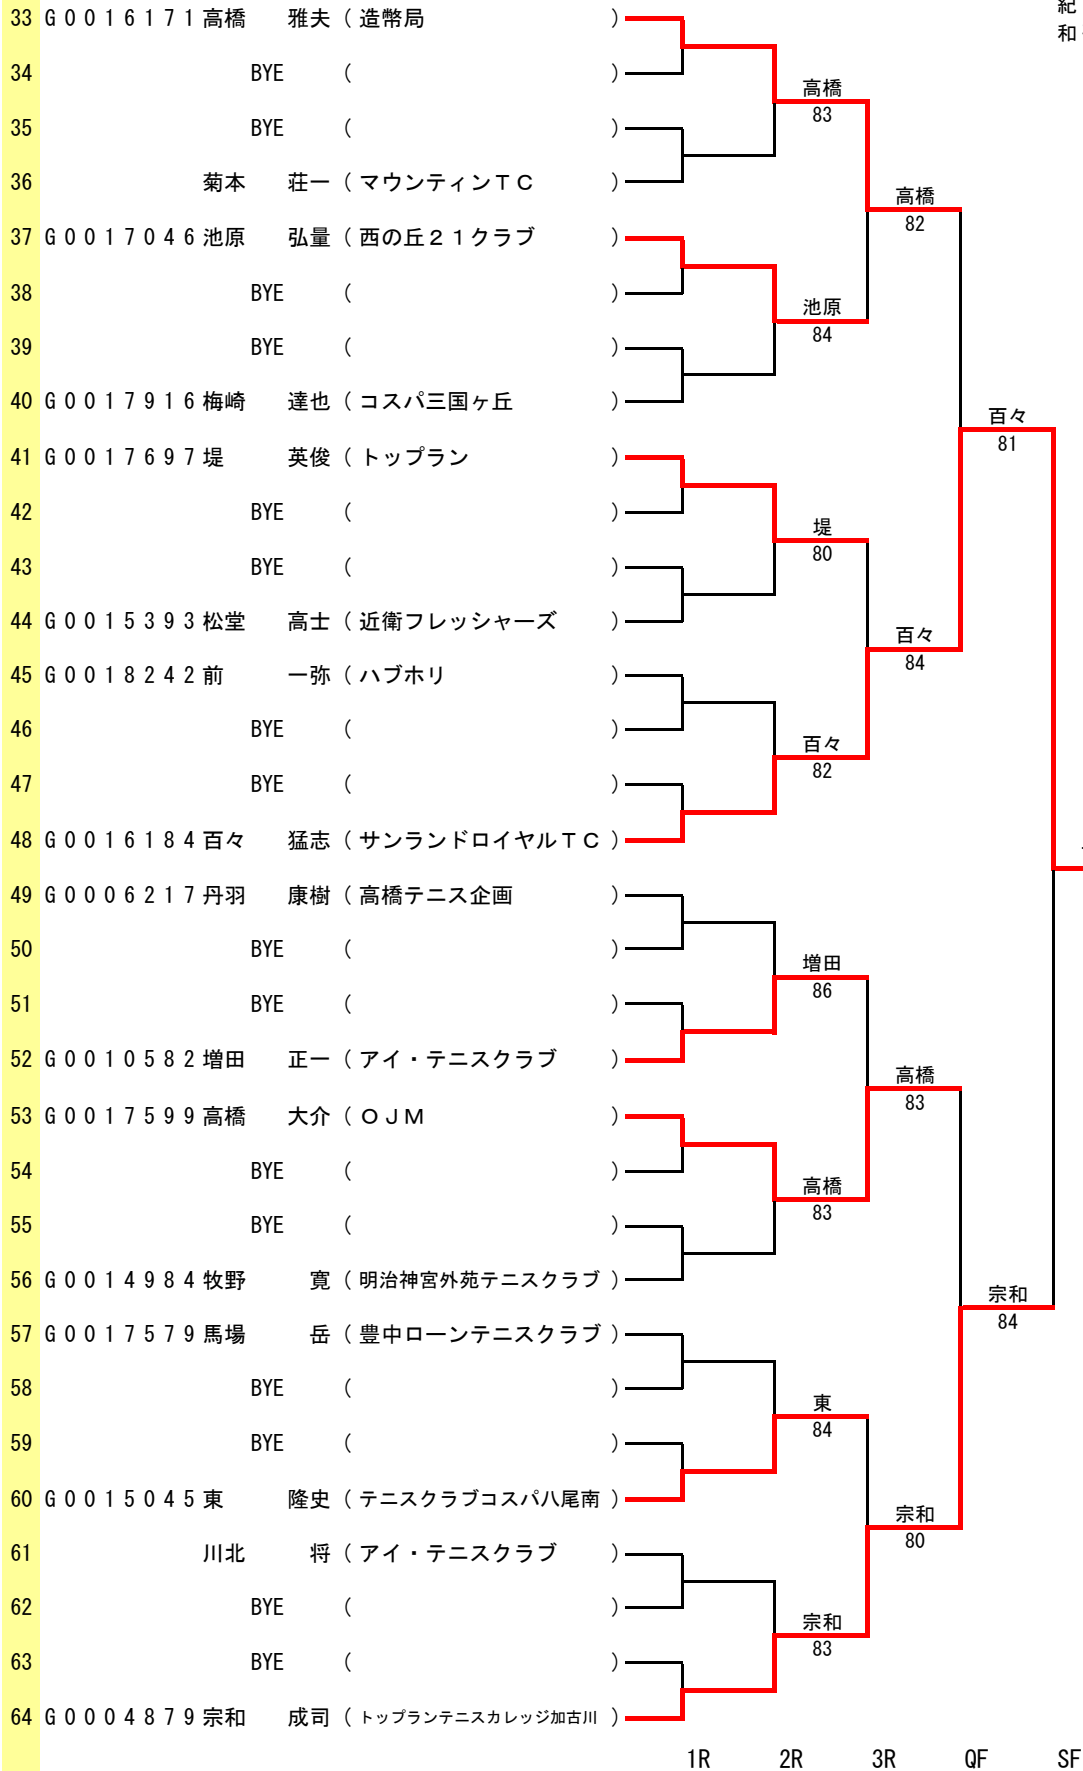 33 G0016171 高橋 雅夫 ( 造幣局 )
紀
和
34 BYE ( )
高橋
83
35 BYE ( )
36 菊本 荘一 ( マウンティンTC )
高橋
82
37 G0017046 池原 弘量 ( 西の丘21クラブ )
38 BYE ( )
池原
84
39 BYE ( )
40 G0017916 梅崎 達也 ( コスパ三国ヶ丘 )
百々
81
41 G0017697 堤 英俊 ( トップラン )
42 BYE ( )
堤
80
43 BYE ( )
44 G0015393 松堂 高士 ( 近衛フレッシャーズ )
百々
84
45 G0018242 前 一弥 ( ハブホリ )
46 BYE ( )
百々
82
47 BYE ( )
48 G0016184 百々 猛志 ( サンランドロイヤルTC )
49 G0006217 丹羽 康樹 ( 高橋テニス企画 )
50 BYE ( )
増田
86
51 BYE ( )
52 G0010582 増田 正一 ( アイ・テニスクラブ )
高橋
83
53 G0017599 高橋 大介 ( OJM )
54 BYE ( )
高橋
83
55 BYE ( )
56 G0014984 牧野 寛 ( 明治神宮外苑テニスクラブ )
宗和
84
57 G0017579 馬場 岳 ( 豊中ローンテニスクラブ )
58 BYE ( )
東
84
59 BYE ( )
60 G0015045 東 隆史 ( テニスクラブコスパ八尾南 )
宗和
80
61 川北 将 ( アイ・テニスクラブ )
62 BYE ( )
宗和
83
63 BYE ( )
64 G0004879 宗和 成司 ( トップランテニスカレッジ加古川 )
1R 2R 3R QF SF